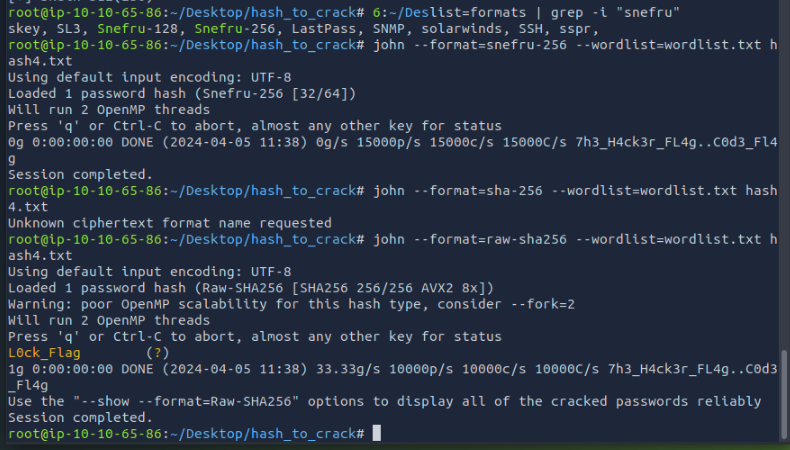 root@ip-10-10-65-86:~/Desktop/hash_to_crack# 6:~/Deslist=formats | grep -i "snefru"
skey, SL3, Snefru-128, Snefru-256, LastPass, SNMP, solarwinds, SSH, sspr,
root@ip-10-10-65-86:~/Desktop/hash_to_crack# john --format=snefru-256 --wordlist=wordlist.txt h
ash4.txt
Using default input encoding: UTF-8
Loaded 1 password hash (Snefru-256 [32/64])
Will run 2 OpenMP threads
Press 'q' or Ctrl-C to abort, almost any other key for status
0g 0:00:00:00 DONE (2024-04-05 11:38) 0g/s 15000p/s 15000c/s 15000C/s 7h3_H4ck3r_FL4g..C0d3_Fl4
g
Session completed.
root@ip-10-10-65-86:~/Desktop/hash_to_crack# john --format=sha-256 --wordlist=wordlist.txt hash
4.txt
Unknown ciphertext format name requested
root@ip-10-10-65-86:~/Desktop/hash_to_crack# john --format=raw-sha256 --wordlist=wordlist.txt h
ash4.txt
Using default input encoding: UTF-8
Loaded 1 password hash (Raw-SHA256 [SHA256 256/256 AVX2 8x])
Warning: poor OpenMP scalability for this hash type, consider --fork=2
Will run 2 OpenMP threads
Press 'q' or Ctrl-C to abort, almost any other key for status
L0ck_Flag        (?)
1g 0:00:00:00 DONE (2024-04-05 11:38) 33.33g/s 10000p/s 10000c/s 10000C/s 7h3_H4ck3r_FL4g..C0d3
_Fl4g
Use the "--show --format=Raw-SHA256" options to display all of the cracked passwords reliably
Session completed.
root@ip-10-10-65-86:~/Desktop/hash_to_crack#